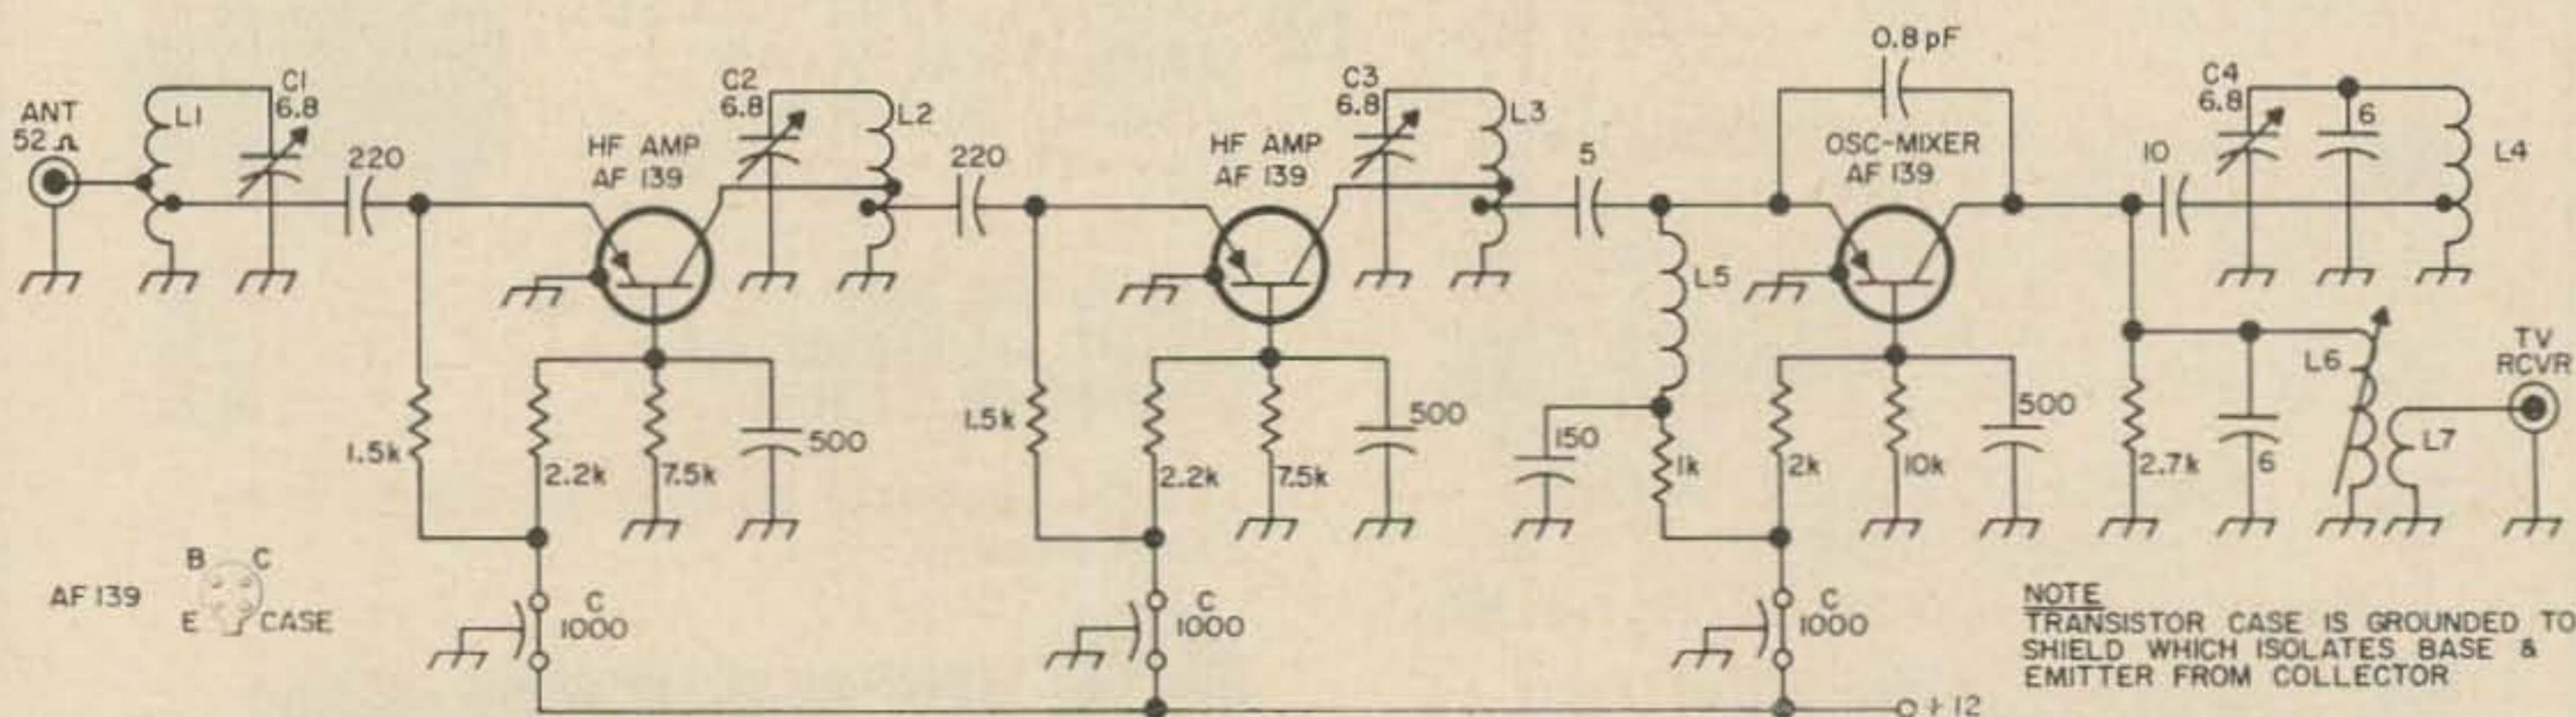 ANT
52 Ω
L1
C1
6.8
220
HF AMP
AF 139
C2
6.8
L2
220
HF AMP
AF 139
C3
6.8
L3
5
0.8 pF
OSC-MIXER
AF 139
10
C4
6.8
6
L4
L5
1.5k
2.2k
7.5k
500
1.5k
2.2k
7.5k
500
150
1k
2k
10k
500
2.7k
6
L6
L7
TV
RCVR
AF 139
B C
E CASE
C
1000
C
1000
C
1000
+ 12
NOTE
TRANSISTOR CASE IS GROUNDED TO
SHIELD WHICH ISOLATES BASE &
EMITTER FROM COLLECTOR